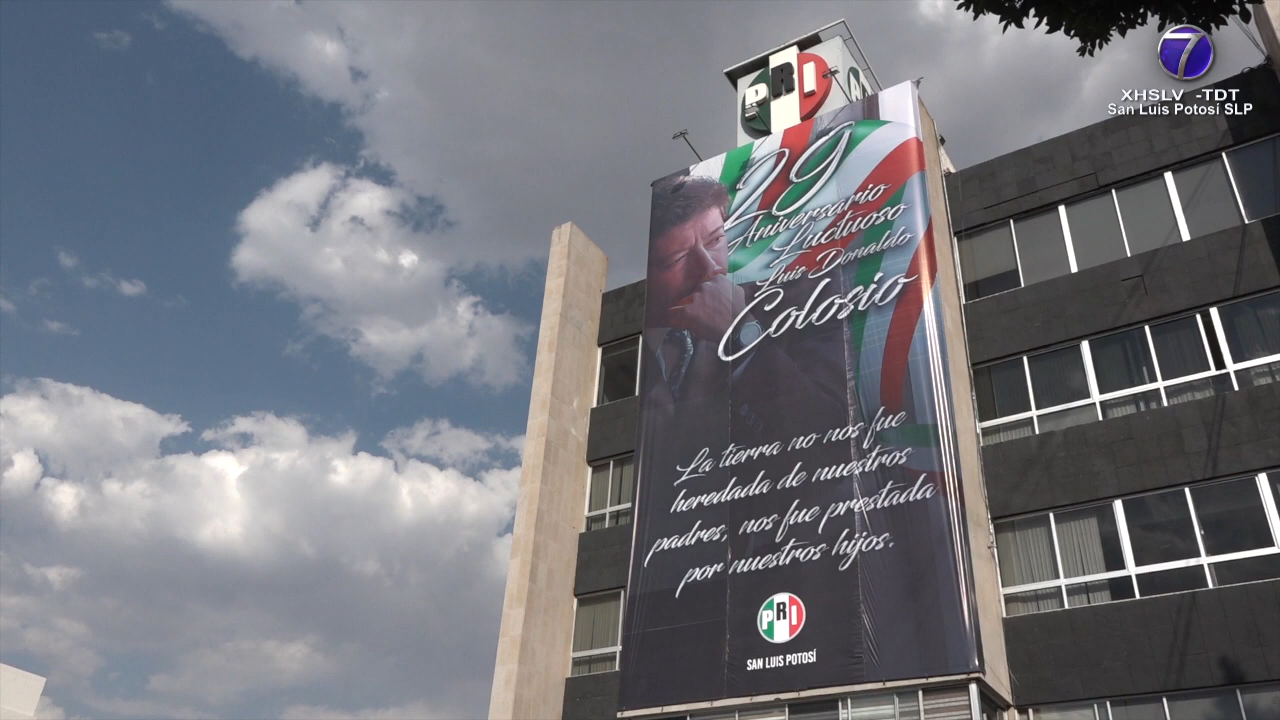 7
XHSLV -TDT
San Luis Potosí SLP
PRI
29
Aniversario
Luctuoso
Luis Donaldo
Colosio
La tierra no nos fue
heredada de nuestros
padres, nos fue prestada
por nuestros hijos.
PRI
SAN LUIS POTOSÍ